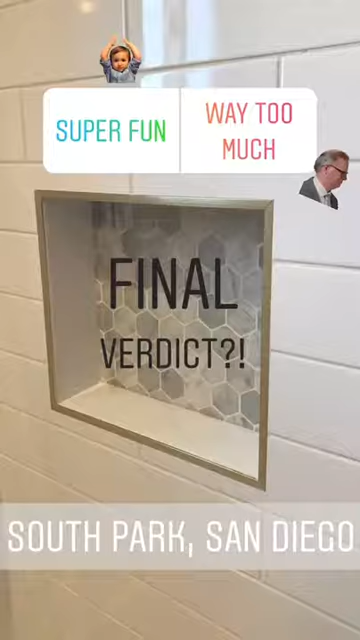 SUPER FUN
WAY TOO
MUCH
FINAL
VERDICT?!
SOUTH PARK, SAN DIEGO